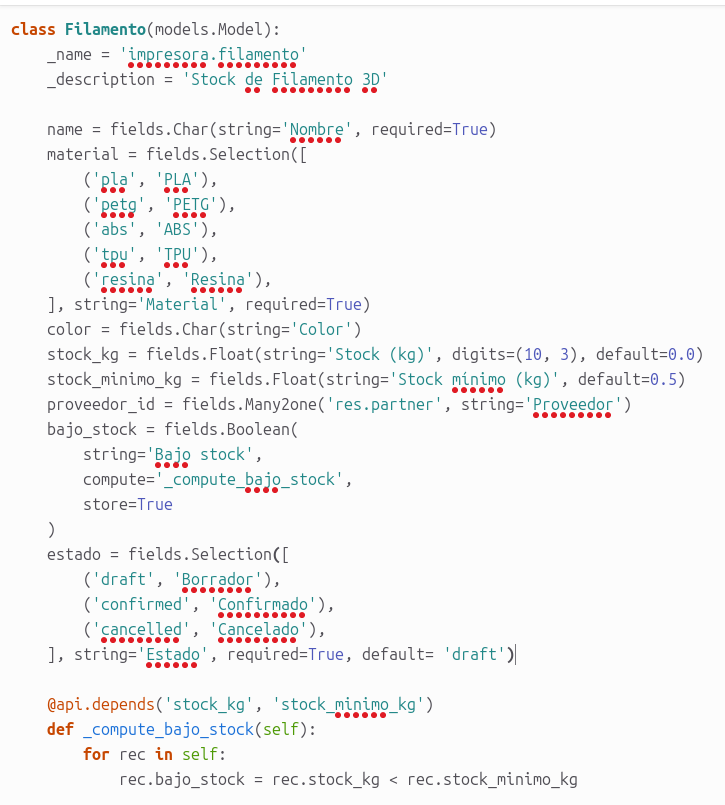 class Filamento(models.Model):
    _name = 'impresora.filamento'
    _description = 'Stock de Filamento 3D'

    name = fields.Char(string='Nombre', required=True)
    material = fields.Selection([
        ('pla', 'PLA'),
        ('petg', 'PETG'),
        ('abs', 'ABS'),
        ('tpu', 'TPU'),
        ('resina', 'Resina'),
    ], string='Material', required=True)
    color = fields.Char(string='Color')
    stock_kg = fields.Float(string='Stock (kg)', digits=(10, 3), default=0.0)
    stock_minimo_kg = fields.Float(string='Stock mínimo (kg)', default=0.5)
    proveedor_id = fields.Many2one('res.partner', string='Proveedor')
    bajo_stock = fields.Boolean(
        string='Bajo stock',
        compute='_compute_bajo_stock',
        store=True
    )
    estado = fields.Selection([
        ('draft', 'Borrador'),
        ('confirmed', 'Confirmado'),
        ('cancelled', 'Cancelado'),
    ], string='Estado', required=True, default= 'draft')

    @api.depends('stock_kg', 'stock_minimo_kg')
    def _compute_bajo_stock(self):
        for rec in self:
            rec.bajo_stock = rec.stock_kg < rec.stock_minimo_kg